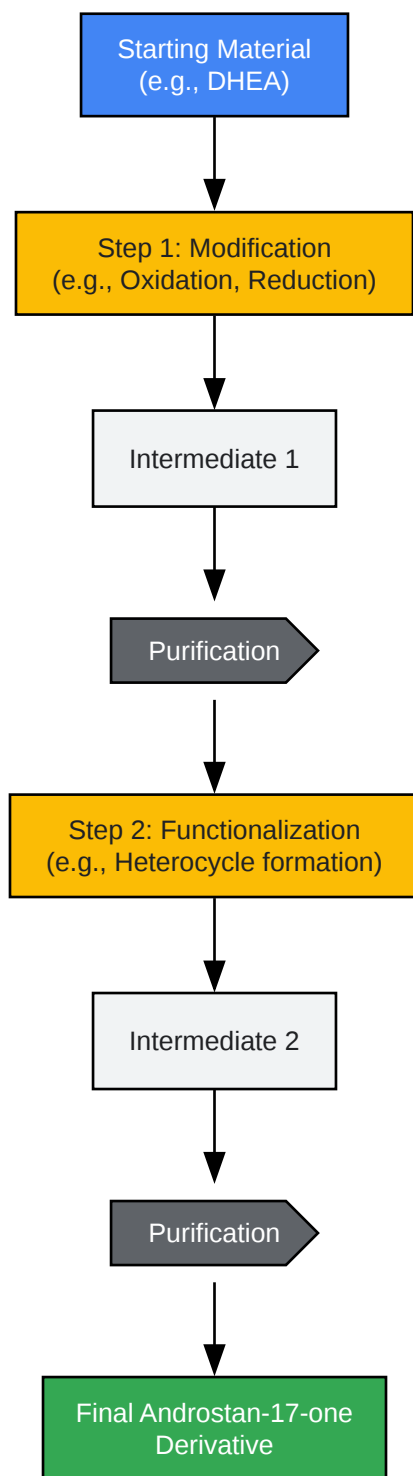 Starting Material
(e.g., DHEA)
Step 1: Modification
(e.g., Oxidation, Reduction)
Intermediate 1
Purification
Step 2: Functionalization
(e.g., Heterocycle formation)
Intermediate 2
Purification
Final Androstan-17-one
Derivative